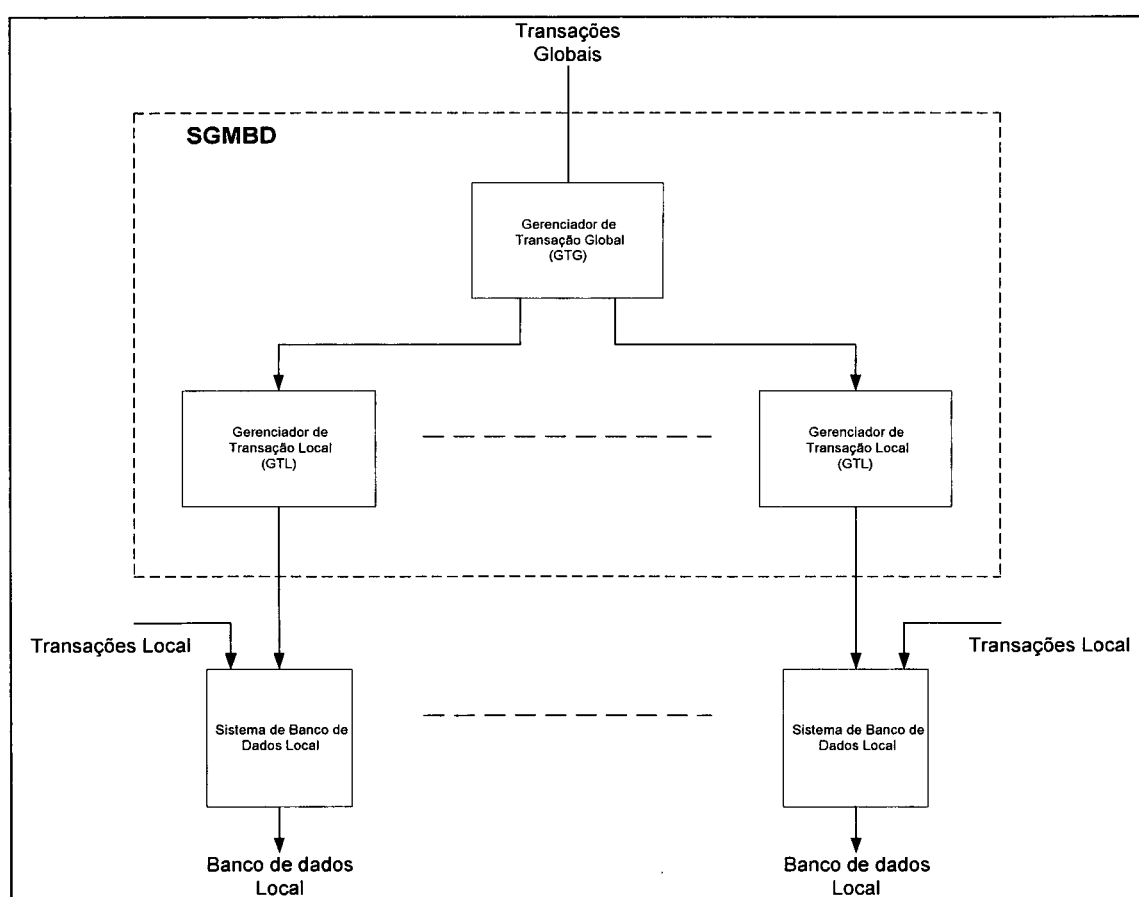 Transações
Globais
SGMBD
Gerenciador de
Transação Global
(GTG)
Gerenciador de
Transação Local
(GTL)
Gerenciador de
Transação Local
(GTL)
Transações Local
Transações Local
Sistema de Banco de
Dados Local
Sistema de Banco de
Dados Local
Banco de dados
Local
Banco de dados
Local